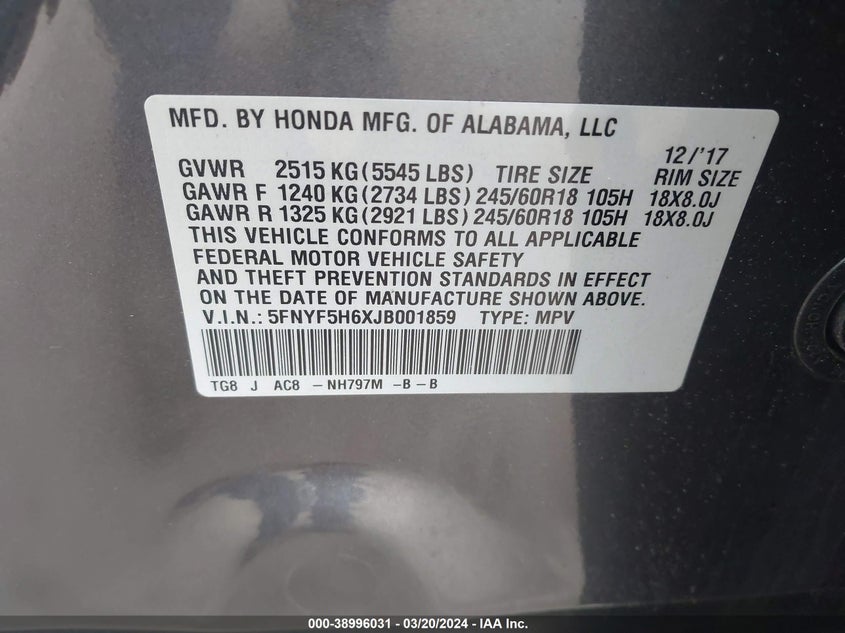 MFD. BY HONDA MFG. OF ALABAMA, LLC
12/'17
GVWR 2515 KG (5545 LBS) TIRE SIZE RIM SIZE
GAWR F 1240 KG (2734 LBS) 245/60R18 105H 18X8.0J
GAWR R 1325 KG (2921 LBS) 245/60R18 105H 18X8.0J
THIS VEHICLE CONFORMS TO ALL APPLICABLE
FEDERAL MOTOR VEHICLE SAFETY
AND THEFT PREVENTION STANDARDS IN EFFECT
ON THE DATE OF MANUFACTURE SHOWN ABOVE.
V.I.N.: 5FNYF5H6XJB001859 TYPE: MPV
TG8 J AC8 - NH797M - B - B
000-38996031 - 03/20/2024 - IAA Inc.